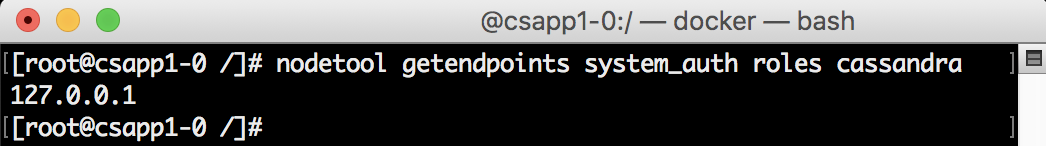 @csapp1-0:/ — docker — bash
[[root@csapp1-0 /]# nodetool getendpoints system_auth roles cassandra ]
127.0.0.1
[[root@csapp1-0 /]# ]